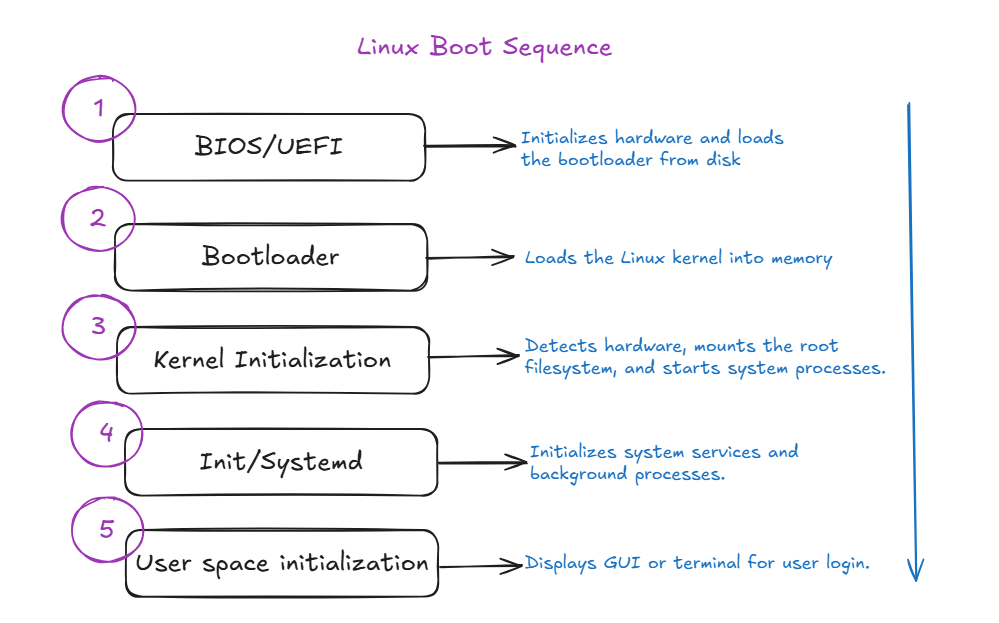 Linux Boot Sequence
1
BIOS/UEFI
Initializes hardware and loads
the bootloader from disk
2
Bootloader
Loads the Linux kernel into memory
3
Kernel Initialization
Detects hardware, mounts the root
filesystem, and starts system processes.
4
Init/Systemd
Initializes system services and
background processes.
5
User space initialization
Displays GUI or terminal for user login.